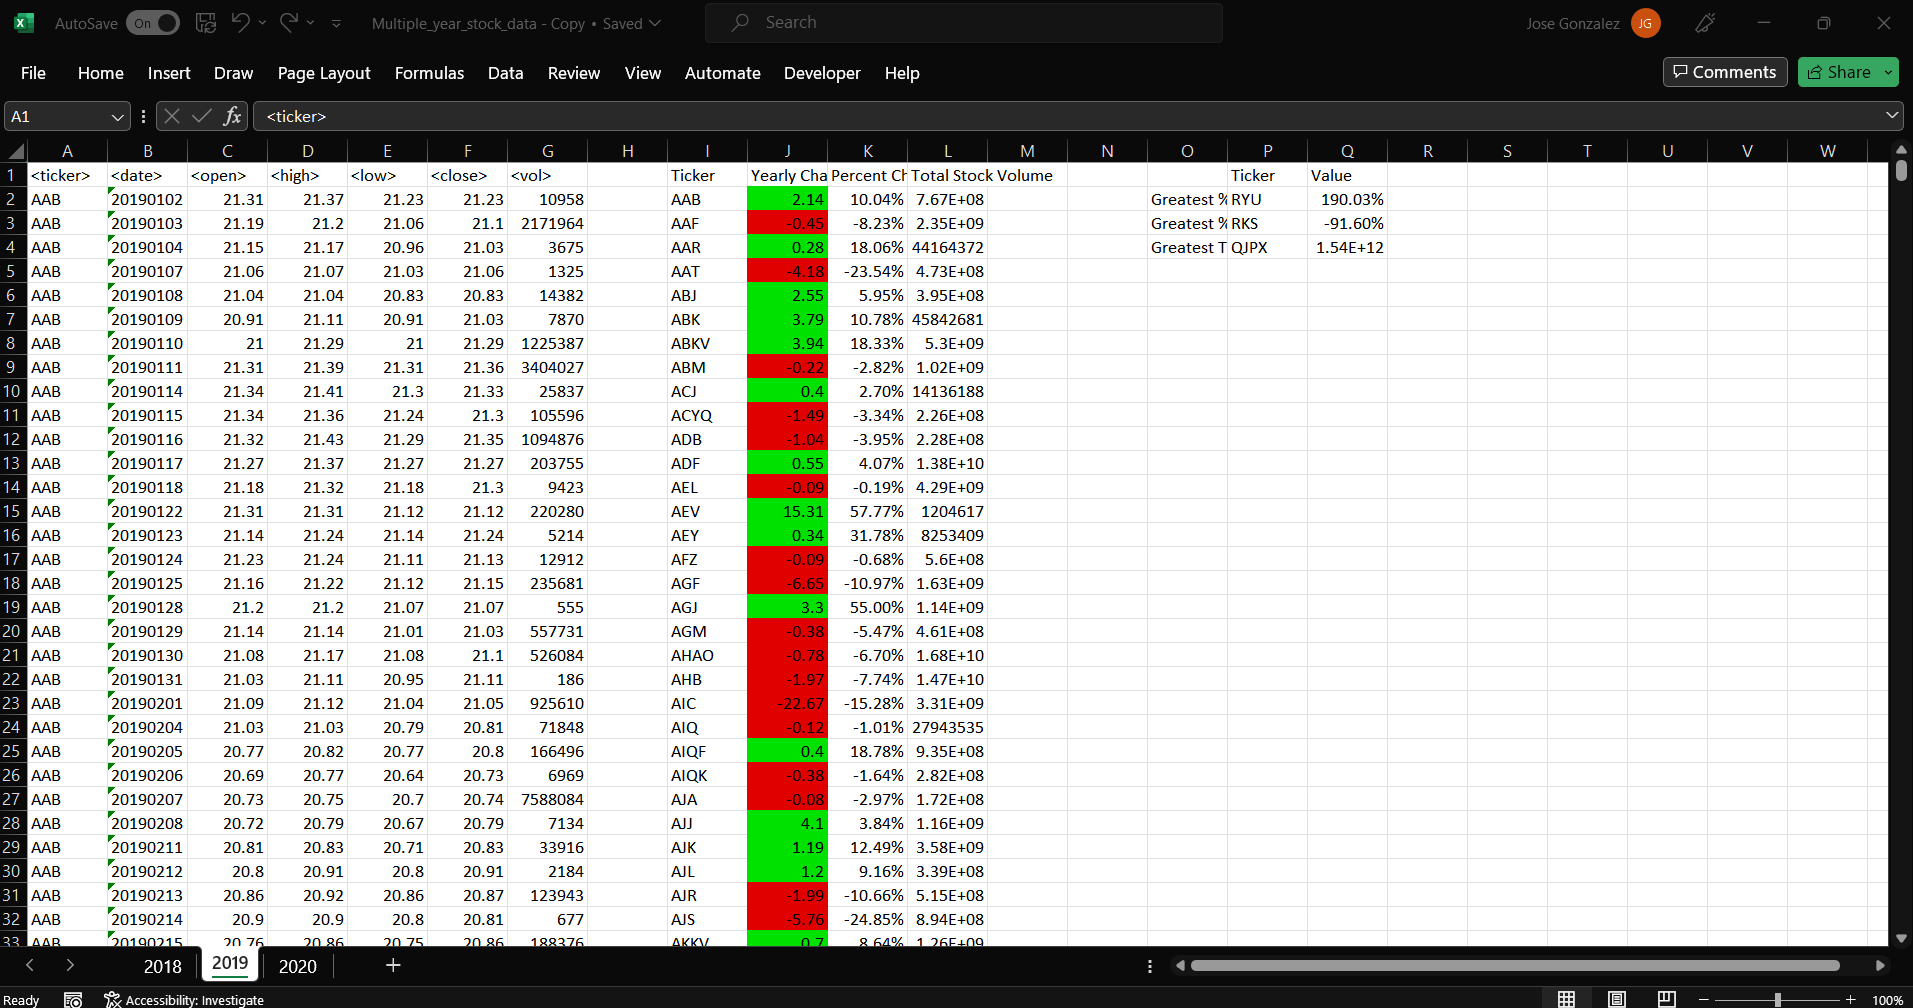 AutoSave On Multiple_year_stock_data - Copy • Saved Search Jose Gonzalez JG
File Home Insert Draw Page Layout Formulas Data Review View Automate Developer Help Comments Share
A1 fx <ticker>
A B C D E F G H I J K L M N O P Q R S T U V W
1 <ticker> <date> <open> <high> <low> <close> <vol> Ticker Yearly Cha Percent Ch Total Stock Volume Ticker Value
2 AAB 20190102 21.31 21.37 21.23 21.23 10958 AAB 2.14 10.04% 7.67E+08 Greatest % RYU 190.03%
3 AAB 20190103 21.19 21.2 21.06 21.1 2171964 AAF -0.45 -8.23% 2.35E+09 Greatest % RKS -91.60%
4 AAB 20190104 21.15 21.17 20.96 21.03 3675 AAR 0.28 18.06% 44164372 Greatest T QJPX 1.54E+12
5 AAB 20190107 21.06 21.07 21.03 21.06 1325 AAT -4.18 -23.54% 4.73E+08
6 AAB 20190108 21.04 21.04 20.83 20.83 14382 ABJ 2.55 5.95% 3.95E+08
7 AAB 20190109 20.91 21.11 20.91 21.03 7870 ABK 3.79 10.78% 45842681
8 AAB 20190110 21 21.29 21 21.29 1225387 ABKV 3.94 18.33% 5.3E+09
9 AAB 20190111 21.31 21.39 21.31 21.36 3404027 ABM -0.22 -2.82% 1.02E+09
10 AAB 20190114 21.34 21.41 21.3 21.33 25837 ACJ 0.4 2.70% 14136188
11 AAB 20190115 21.34 21.36 21.24 21.3 105596 ACYQ -1.49 -3.34% 2.26E+08
12 AAB 20190116 21.32 21.43 21.29 21.35 1094876 ADB -1.04 -3.95% 2.28E+08
13 AAB 20190117 21.27 21.37 21.27 21.27 203755 ADF 0.55 4.07% 1.38E+10
14 AAB 20190118 21.18 21.32 21.18 21.3 9423 AEL -0.09 -0.19% 4.29E+09
15 AAB 20190122 21.31 21.31 21.12 21.12 220280 AEV 15.31 57.77% 1204617
16 AAB 20190123 21.14 21.24 21.14 21.24 5214 AEY 0.34 31.78% 8253409
17 AAB 20190124 21.23 21.24 21.11 21.13 12912 AFZ -0.09 -0.68% 5.6E+08
18 AAB 20190125 21.16 21.22 21.12 21.15 235681 AGF -6.65 -10.97% 1.63E+09
19 AAB 20190128 21.2 21.2 21.07 21.07 555 AGJ 3.3 55.00% 1.14E+09
20 AAB 20190129 21.14 21.14 21.01 21.03 557731 AGM -0.38 -5.47% 4.61E+08
21 AAB 20190130 21.08 21.17 21.08 21.1 526084 AHAO -0.78 -6.70% 1.68E+10
22 AAB 20190131 21.03 21.11 20.95 21.11 186 AHB -1.97 -7.74% 1.47E+10
23 AAB 20190201 21.09 21.12 21.04 21.05 925610 AIC -22.67 -15.28% 3.31E+09
24 AAB 20190204 21.03 21.03 20.79 20.81 71848 AIQ -0.12 -1.01% 27943535
25 AAB 20190205 20.77 20.82 20.77 20.8 166496 AIQF 0.4 18.78% 9.35E+08
26 AAB 20190206 20.69 20.77 20.64 20.73 6969 AIQK -0.38 -1.64% 2.82E+08
27 AAB 20190207 20.73 20.75 20.7 20.74 7588084 AJA -0.08 -2.97% 1.72E+09
28 AAB 20190208 20.72 20.79 20.67 20.79 7134 AJJ 4.1 3.84% 1.16E+09
29 AAB 20190211 20.81 20.83 20.71 20.83 33916 AJK 1.19 12.49% 3.58E+09
30 AAB 20190212 20.8 20.91 20.8 20.91 2184 AJL 1.2 9.16% 3.39E+08
31 AAB 20190213 20.86 20.92 20.86 20.87 123943 AJR -1.99 -10.66% 5.15E+08
32 AAB 20190214 20.9 20.9 20.8 20.81 677 AJS -5.76 -24.85% 8.94E+08
33 AAB 20190215 20.76 20.86 20.75 20.86 188376 AKKV 0.7 8.64% 1.26E+09
2018 2019 2020
Ready Accessibility: Investigate 100%